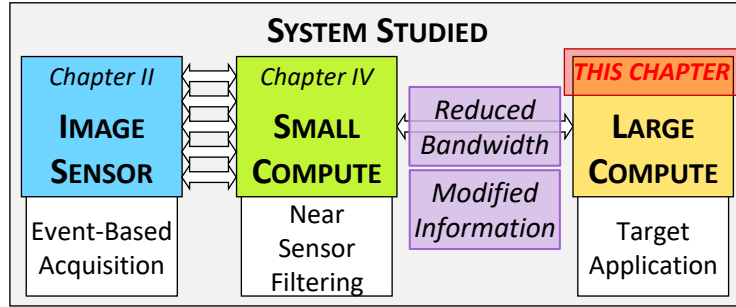 SYSTEM STUDIED
Chapter II
IMAGE
SENSOR
Event-Based
Acquisition
Chapter IV
SMALL
COMPUTE
Near
Sensor
Filtering
Reduced
Bandwidth
Modified
Information
THIS CHAPTER
LARGE
COMPUTE
Target
Application